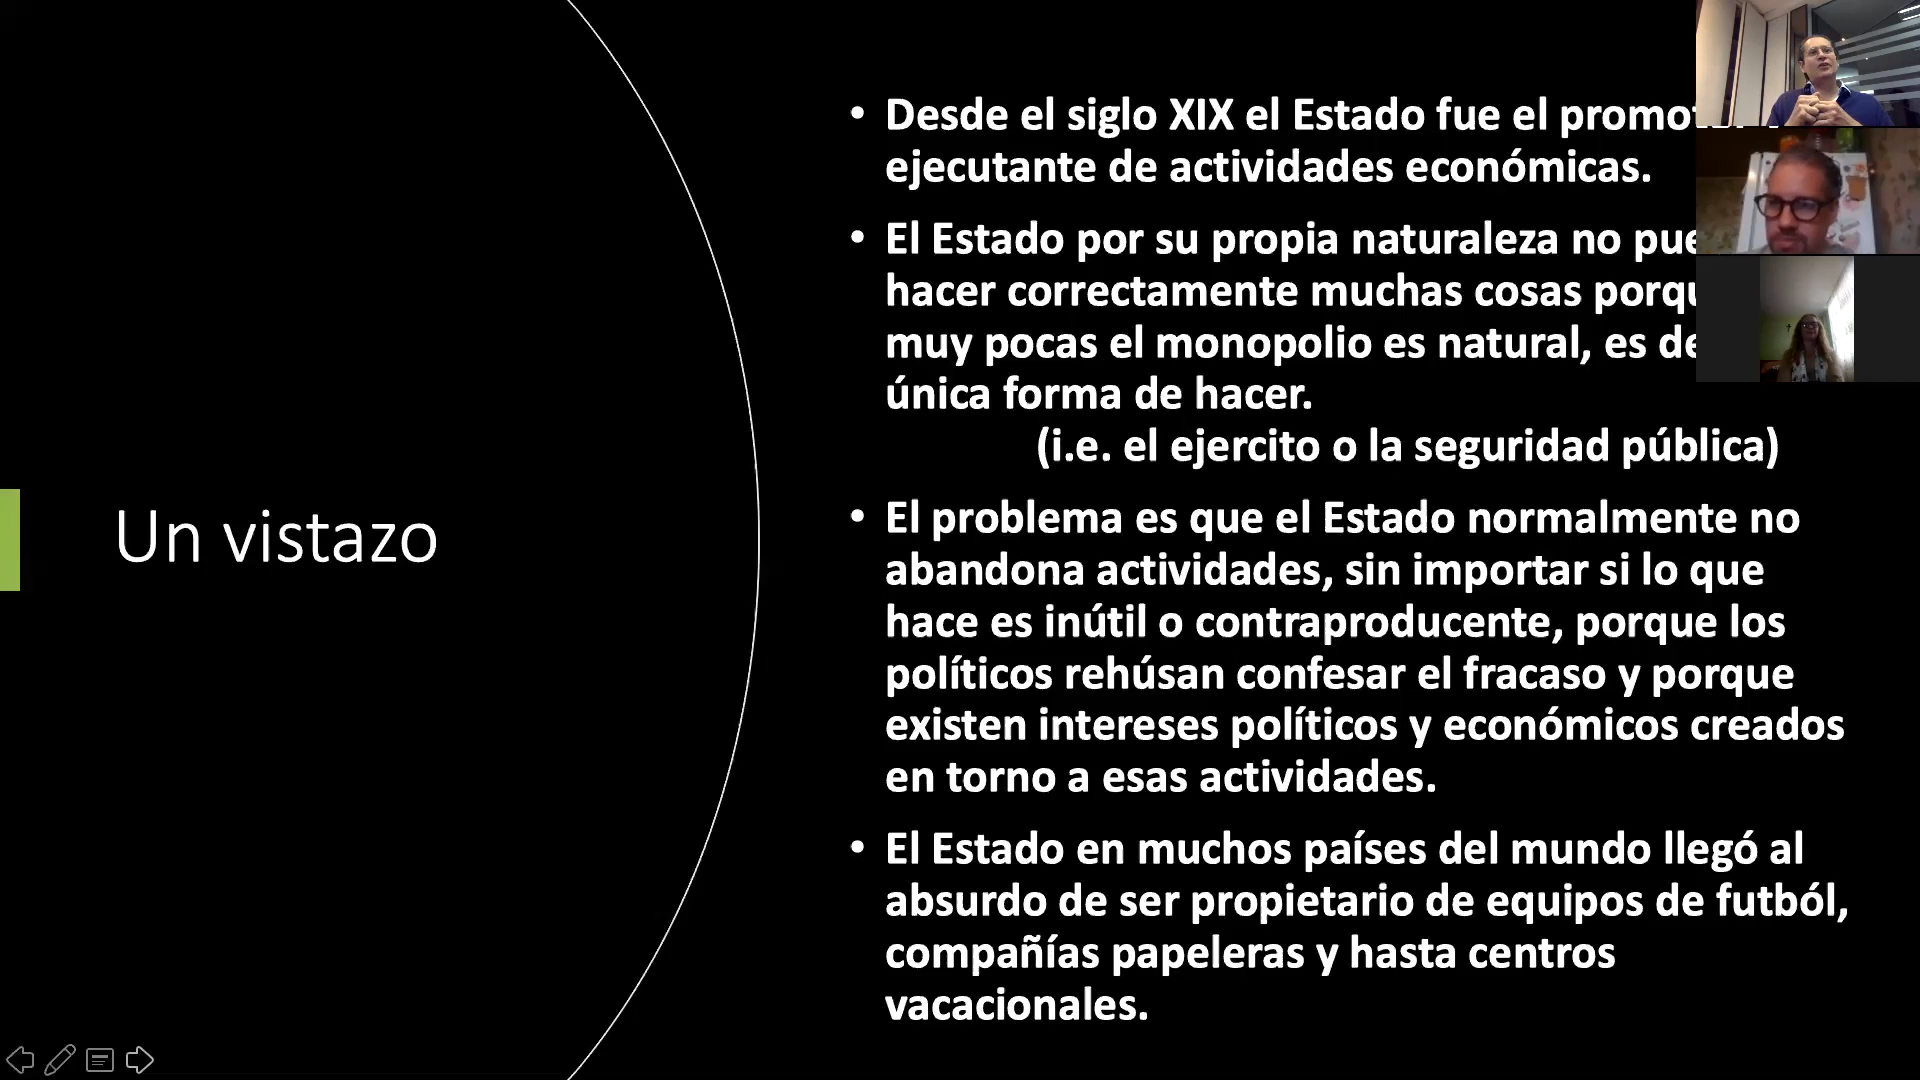 Un vistazo
• Desde el siglo XIX el Estado fue el
ejecutante de actividades económicas.
• El Estado por su propia naturaleza no
hacer correctamente muchas cosas
muy pocas el monopolio es natural, es
única forma de hacer.
(i.e. el ejercito o la seguridad pública)
• El problema es que el Estado normalmente no
abandona actividades, sin importar si lo que
hace es inútil o contraproducente, porque los
políticos rehúsan confesar el fracaso y porque
existen intereses políticos y económicos creados
en torno a esas actividades.
• El Estado en muchos países del mundo llegó al
absurdo de ser propietario de equipos de futból,
compañías papeleras y hasta centros
vacacionales.